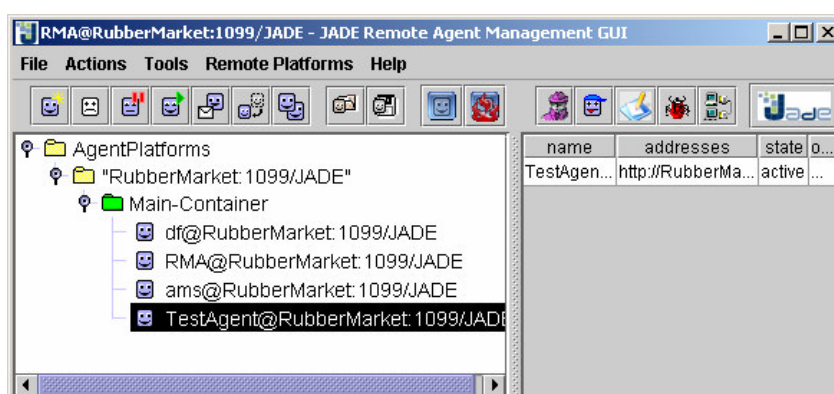 RMA@RubberMarket:1099/JADE - JADE Remote Agent Management GUI
File Actions Tools Remote Platforms Help
Jade
AgentPlatforms
"RubberMarket:1099/JADE"
Main-Container
df@RubberMarket:1099/JADE
RMA@RubberMarket:1099/JADE
ams@RubberMarket:1099/JADE
TestAgent@RubberMarket:1099/JADE
name addresses state o...
TestAgen... http://RubberMa... active ...